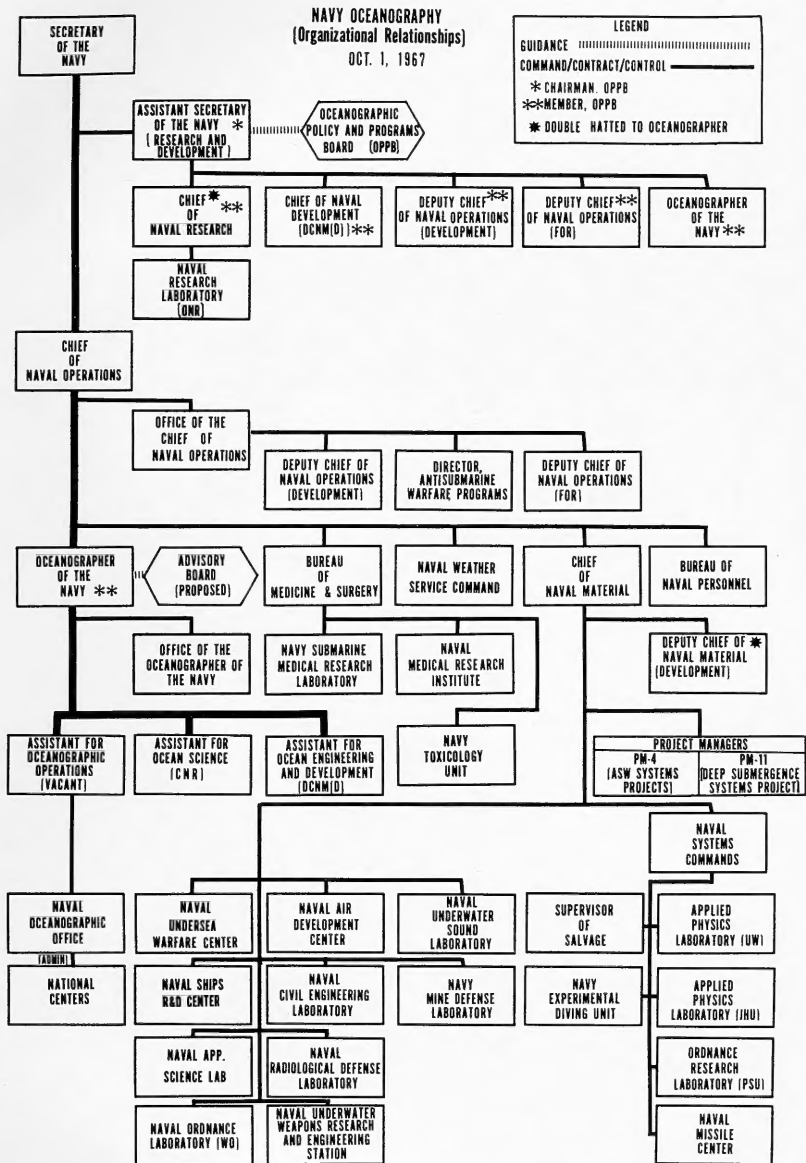 NAVY OCEANOGRAPHY
(Organizational Relationships)
OCT. 1, 1967
LEGEND
GUIDANCE
COMMAND/CONTRACT/CONTROL
* CHAIRMAN. OPPB
** MEMBER, OPPB
✷ DOUBLE HATTED TO OCEANOGRAPHER
SECRETARY
OF THE
NAVY
ASSISTANT SECRETARY
OF THE NAVY *
(RESEARCH AND
DEVELOPMENT)
OCEANOGRAPHIC
POLICY AND PROGRAMS
BOARD (OPPB)
CHIEF ✷
OF **
NAVAL RESEARCH
CHIEF OF NAVAL
DEVELOPMENT
(DCNM(D)) **
DEPUTY CHIEF **
OF NAVAL OPERATIONS
(DEVELOPMENT)
DEPUTY CHIEF **
OF NAVAL OPERATIONS
(FOR)
OCEANOGRAPHER
OF THE
NAVY **
NAVAL
RESEARCH
LABORATORY
(ONR)
CHIEF
OF
NAVAL OPERATIONS
OFFICE OF THE
CHIEF OF
NAVAL OPERATIONS
DEPUTY CHIEF OF
NAVAL OPERATIONS
(DEVELOPMENT)
DIRECTOR,
ANTISUBMARINE
WARFARE PROGRAMS
DEPUTY CHIEF OF
NAVAL OPERATIONS
(FOR)
OCEANOGRAPHER
OF THE
NAVY **
ADVISORY
BOARD
(PROPOSED)
BUREAU
OF
MEDICINE & SURGERY
NAVAL WEATHER
SERVICE COMMAND
CHIEF
OF
NAVAL MATERIAL
BUREAU OF
NAVAL PERSONNEL
OFFICE OF THE
OCEANOGRAPHER OF
THE NAVY
NAVY SUBMARINE
MEDICAL RESEARCH
LABORATORY
NAVAL
MEDICAL RESEARCH
INSTITUTE
DEPUTY CHIEF OF ✷
NAVAL MATERIAL
(DEVELOPMENT)
ASSISTANT FOR
OCEANOGRAPHIC
OPERATIONS
(VACANT)
ASSISTANT FOR
OCEAN SCIENCE
(CNR)
ASSISTANT FOR
OCEAN ENGINEERING
AND DEVELOPMENT
(DCNM(D)
NAVY
TOXICOLOGY
UNIT
PROJECT MANAGERS
PM-4
(ASW SYSTEMS
PROJECTS)
PM-11
(DEEP SUBMERGENCE
SYSTEMS PROJECT)
NAVAL
SYSTEMS
COMMANDS
NAVAL
OCEANOGRAPHIC
OFFICE
NAVAL
UNDERSEA
WARFARE CENTER
NAVAL AIR
DEVELOPMENT
CENTER
NAVAL
UNDERWATER
SOUND
LABORATORY
SUPERVISOR
OF
SALVAGE
APPLIED
PHYSICS
LABORATORY (UW)
(ADMIN)
NATIONAL
CENTERS
NAVAL SHIPS
R&D CENTER
NAVAL
CIVIL ENGINEERING
LABORATORY
NAVY
MINE DEFENSE
LABORATORY
NAVY
EXPERIMENTAL
DIVING UNIT
APPLIED
PHYSICS
LABORATORY (JHU)
NAVAL APP.
SCIENCE LAB
NAVAL
RADIOLOGICAL DEFENSE
LABORATORY
ORDNANCE
RESEARCH
LABORATORY (PSU)
NAVAL ORDNANCE
LABORATORY (WO)
NAVAL UNDERWATER
WEAPONS RESEARCH
AND ENGINEERING
STATION
NAVAL
MISSILE
CENTER